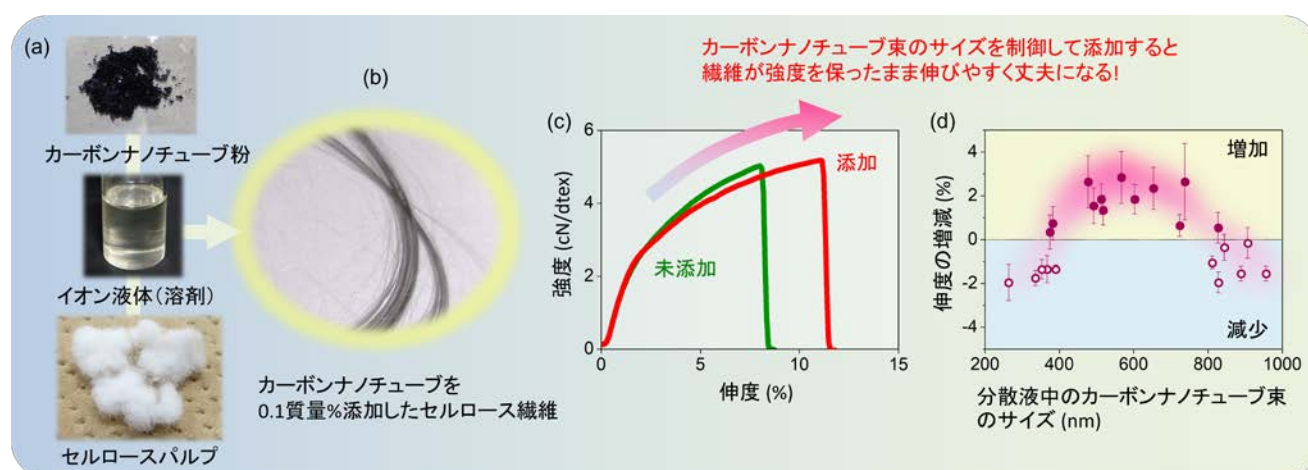 カーボンナノチューブ束のサイズを制御して添加すると
繊維が強度を保ったまま伸びやすく丈夫になる!
(a)
カーボンナノチューブ粉
イオン液体(溶剤)
セルロースパルプ
(b)
カーボンナノチューブを
0.1質量%添加したセルロース繊維
(c)
強度 (cN/dtex)
6
4
2
0
添加
未添加
0 5 10 15
伸度 (%)
(d)
伸度の増減 (%)
4
2
0
-2
-4
増加
減少
200 400 600 800 1000
分散液中のカーボンナノチューブ束
のサイズ (nm)